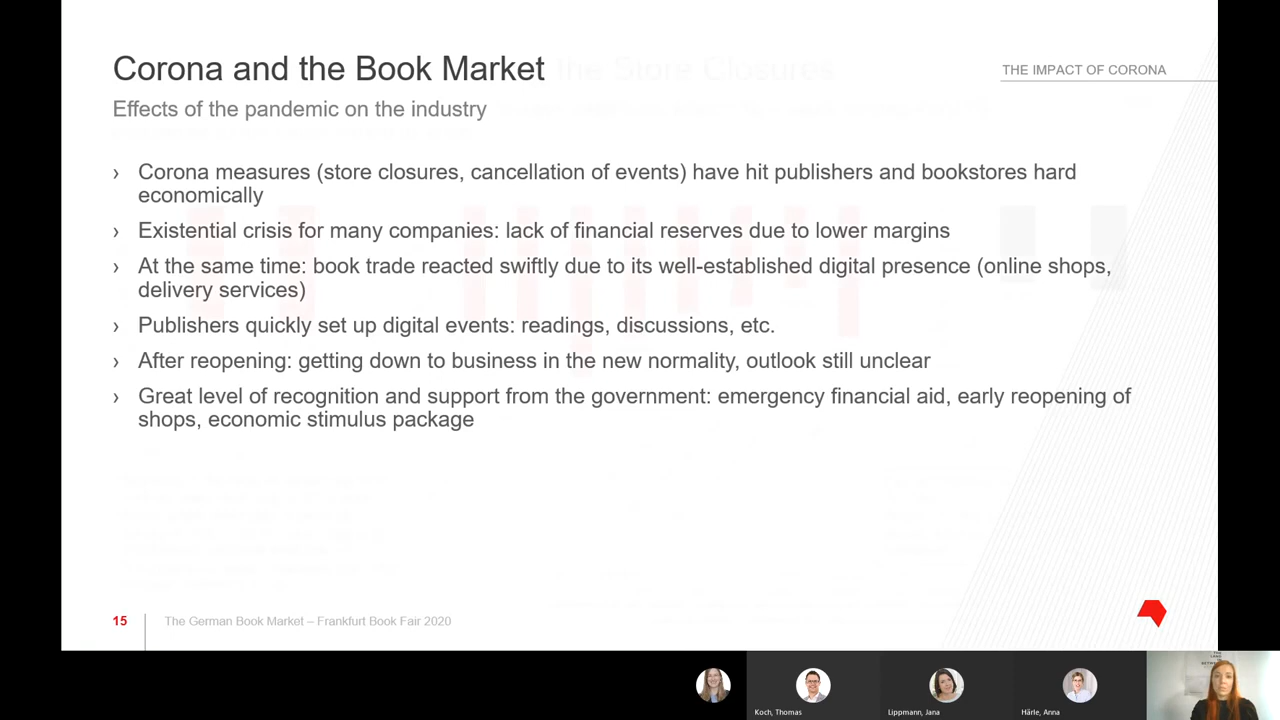 Corona and the Book Market
the Store Closures
THE IMPACT OF CORONA
Effects of the pandemic on the industry
› Corona measures (store closures, cancellation of events) have hit publishers and bookstores hard
economically
› Existential crisis for many companies: lack of financial reserves due to lower margins
› At the same time: book trade reacted swiftly due to its well-established digital presence (online shops,
delivery services)
› Publishers quickly set up digital events: readings, discussions, etc.
› After reopening: getting down to business in the new normality, outlook still unclear
› Great level of recognition and support from the government: emergency financial aid, early reopening of
shops, economic stimulus package
15
The German Book Market – Frankfurt Book Fair 2020
Koch, Thomas
Lippmann, Jana
Härle, Anna